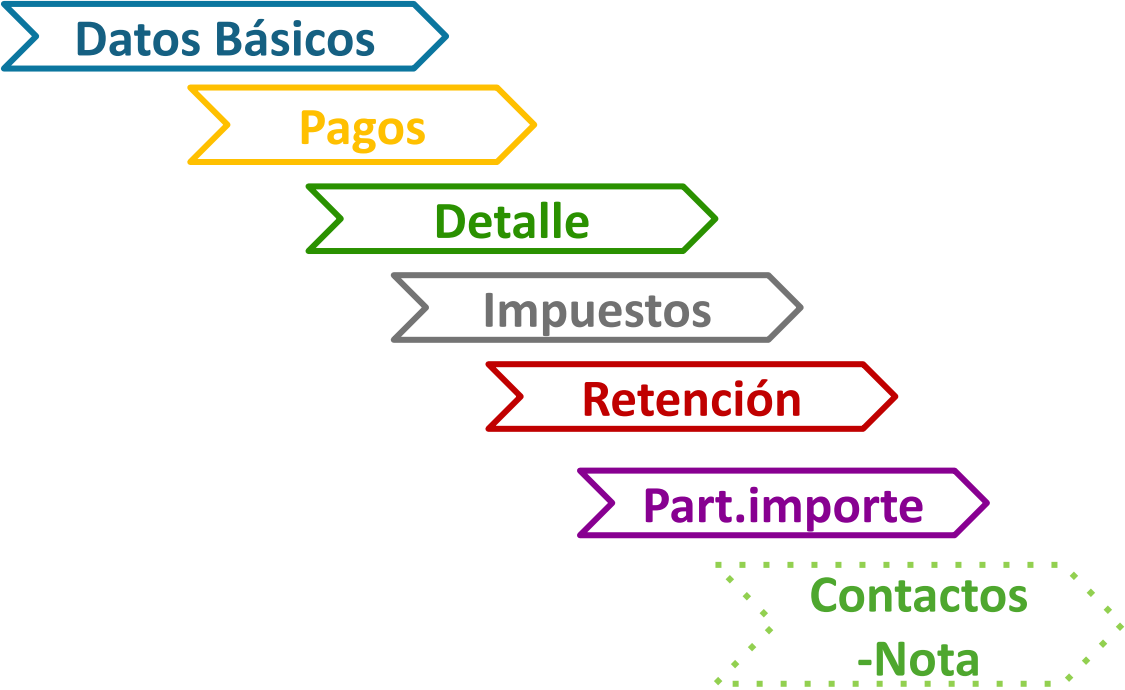 Datos Básicos
Pagos
Detalle
Impuestos
Retención
Part.importe
Contactos
-Nota